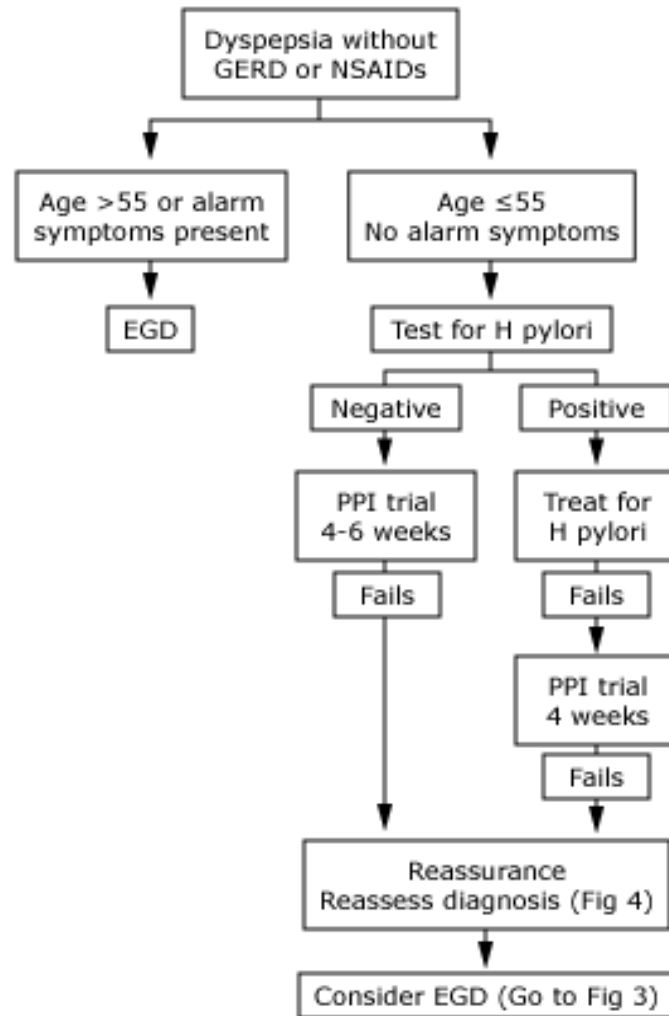 Dyspepsia without
GERD or NSAIDs
Age >55 or alarm
symptoms present
Age ≤55
No alarm symptoms
EGD
Test for H pylori
Negative
Positive
PPI trial
4-6 weeks
Treat for
H pylori
Fails
Fails
PPI trial
4 weeks
Fails
Reassurance
Reassess diagnosis (Fig 4)
Consider EGD (Go to Fig 3)